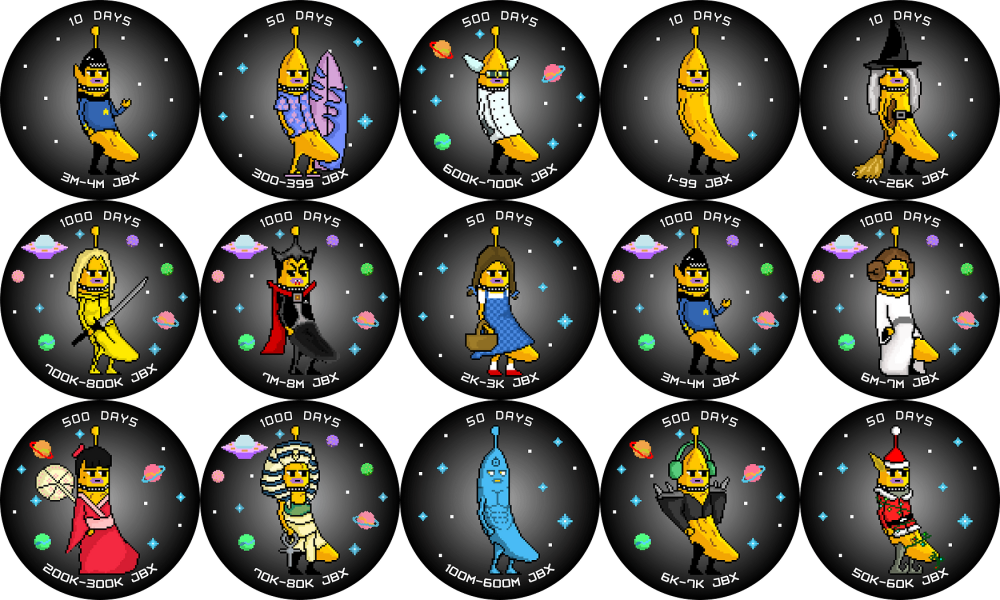 10 DAYS
3M-4M JBX
50 DAYS
300-399 JBX
500 DAYS
600K-700K JBX
10 DAYS
1-99 JBX
10 DAYS
JBX
1000 DAYS
700K-800K JBX
1000 DAYS
7M-8M JBX
50 DAYS
2K-3K JBX
1000 DAYS
3M-4M JBX
1000 DAYS
6M-7M JBX
500 DAYS
200K-300K JBX
1000 DAYS
70K-80K JBX
50 DAYS
100M-600M JBX
500 DAYS
6K-7K JBX
50 DAYS
50K-60K JBX